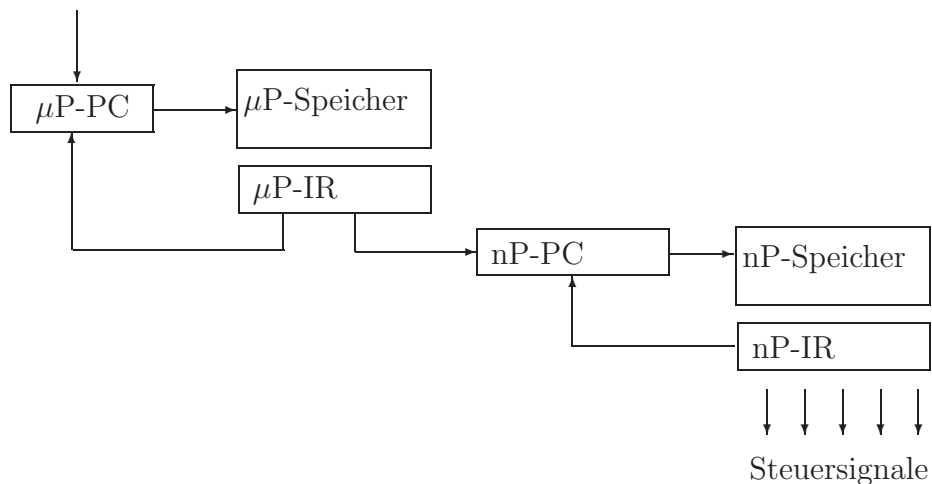 μP-PC
μP-Speicher
μP-IR
nP-PC
nP-Speicher
nP-IR
Steuersignale